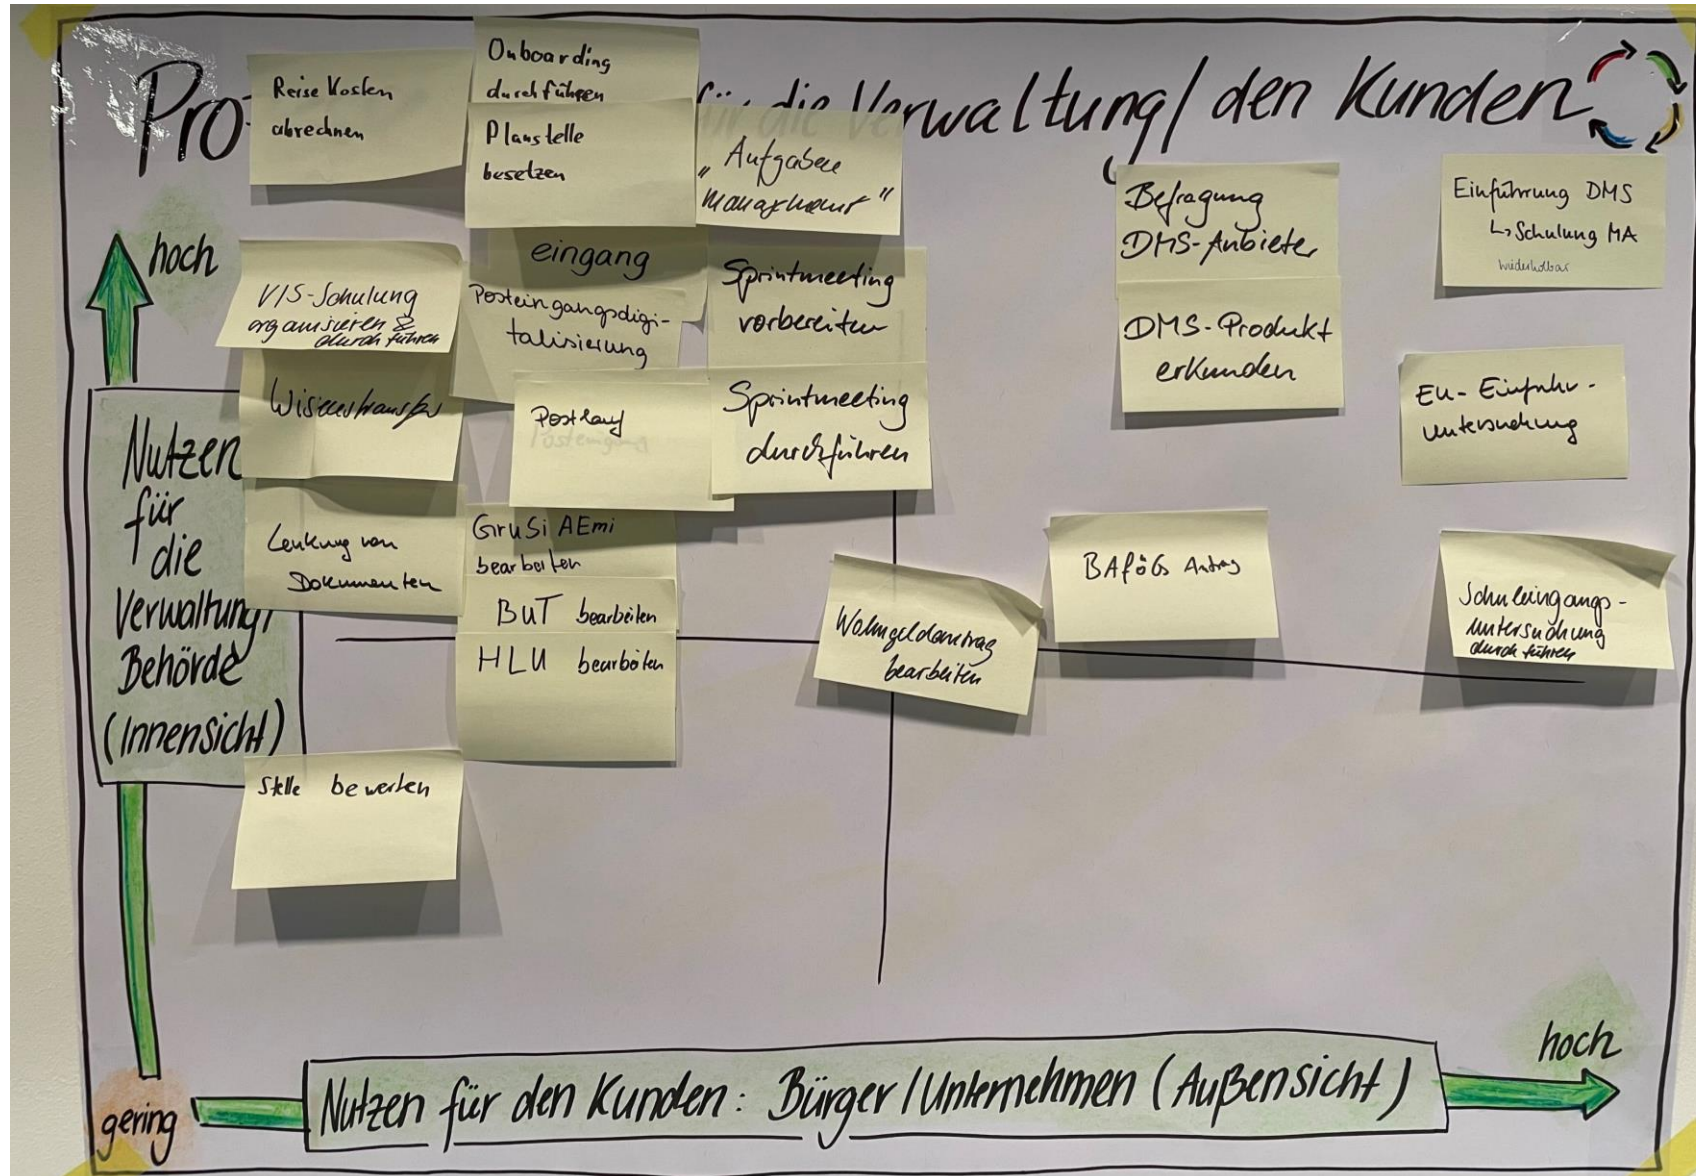 Pro
für die Verwaltung/ den Kunden
Reise Kosten
abrechnen
Onboarding
durchführen
Planstelle
besetzen
Aufgaben
"Management"
Befragung
DMS-Anbieter
Einführung DMS
↳ Schulung MA
wiederholbar
hoch
VIS-Schulung
organisieren &
durchführen
eingang
Posteingangsdigi-
talisierung
Sprintmeeting
vorbereiten
DMS-Produkt
erkunden
Wissenstransfer
Postlauf
Posteingang
Sprintmeeting
durchführen
EU-Einfuhr-
untersuchung
Nutzen
für
die
Verwaltung/
Behörde
(Innensicht)
Lenkung von
Dokumenten
GruSi AEmi
bearbeiten
BuT bearbeiten
HLU bearbeiten
Wohngeldantrag
bearbeiten
BAföG Antrag
Schuleingangs-
untersuchung
durchführen
Stelle bewerten
hoch
gering
Nutzen für den Kunden: Bürger/Unternehmen (Außensicht)